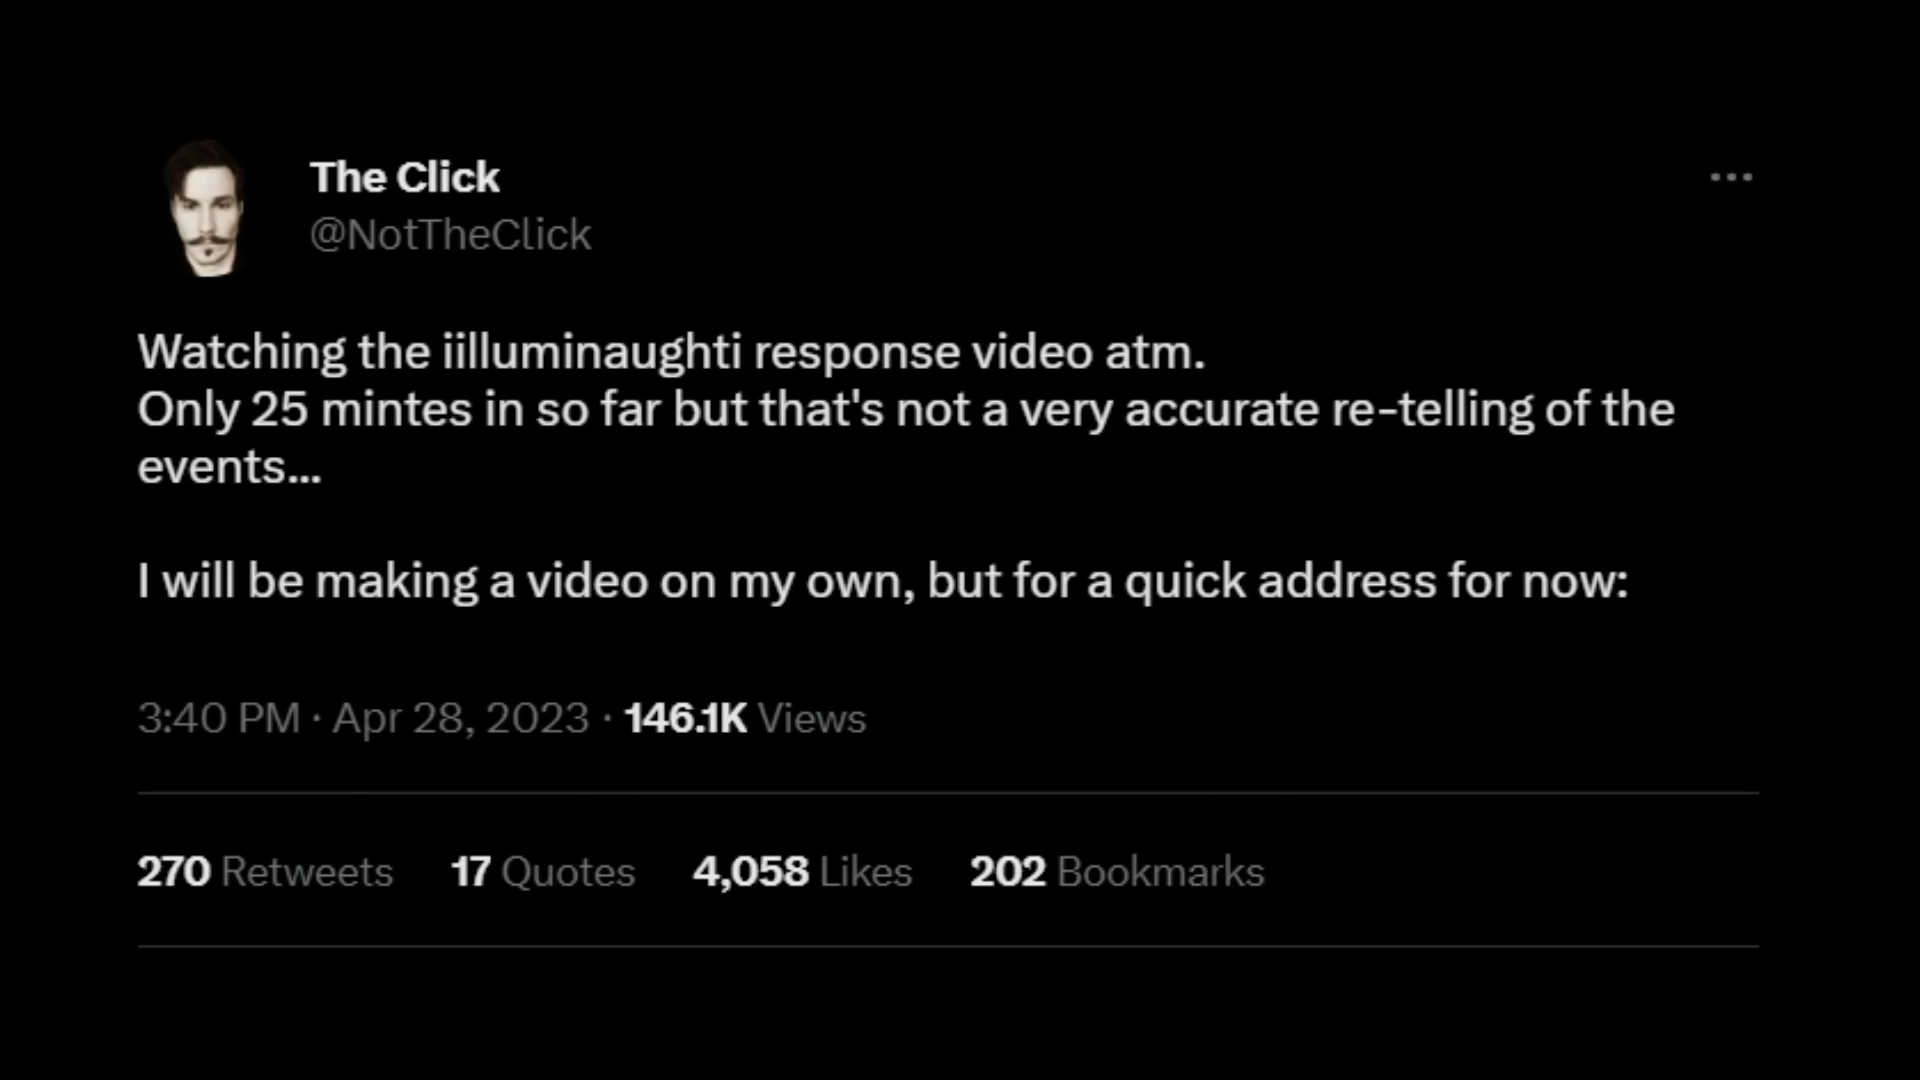 The Click
@NotTheClick
Watching the iilluminaughti response video atm.
Only 25 mintes in so far but that's not a very accurate re-telling of the
events...
I will be making a video on my own, but for a quick address for now:
3:40 PM · Apr 28, 2023 · 146.1K Views
270 Retweets 17 Quotes 4,058 Likes 202 Bookmarks